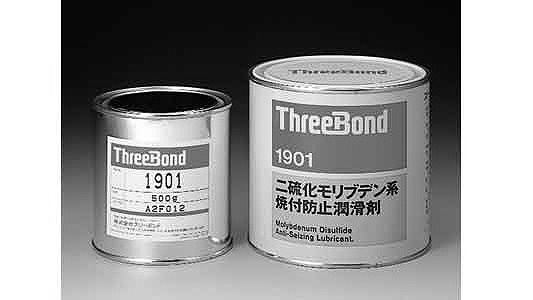 ThreeBond
1901
500g
A2F012
ThreeBond
ThreeBond
1901
二硫化モリブデン系
焼付防止潤滑剤
Molybdenum Disulfide
Anti-Seizing Lubricant.